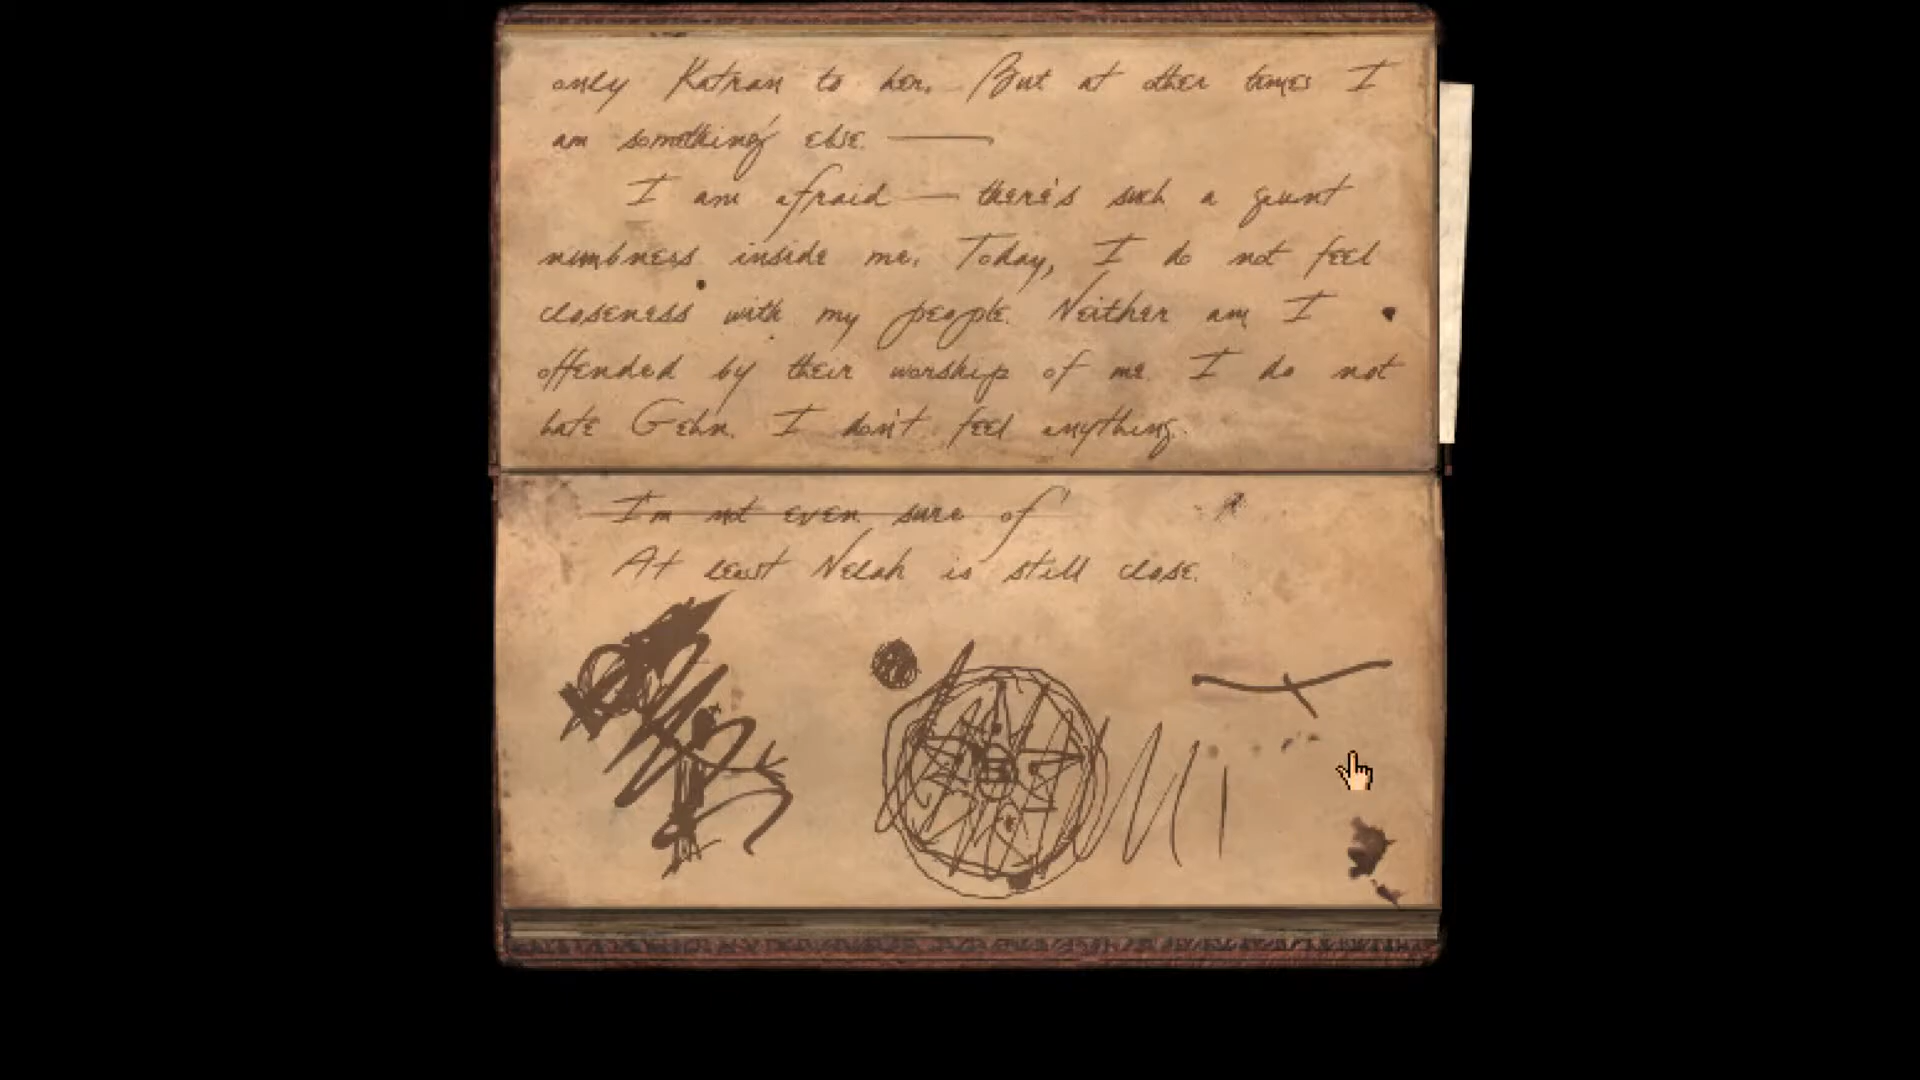 only Katran to her. But at other times I
am something else. ——
I am afraid — there's such a gaunt
numbness inside me. Today, I do not feel
closeness with my people. Neither am I
offended by their worship of me. I do not
hate Gehn. I don't feel anything.
I'm not even sure of
At least Nelah is still close.